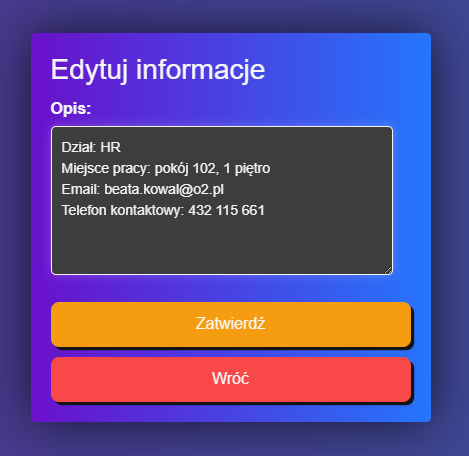 Edytuj informacje
Opis:
Dział: HR
Miejsce pracy: pokój 102, 1 piętro
Email: beata.kowal@o2.pl
Telefon kontaktowy: 432 115 661
Zatwierdź
Wróć